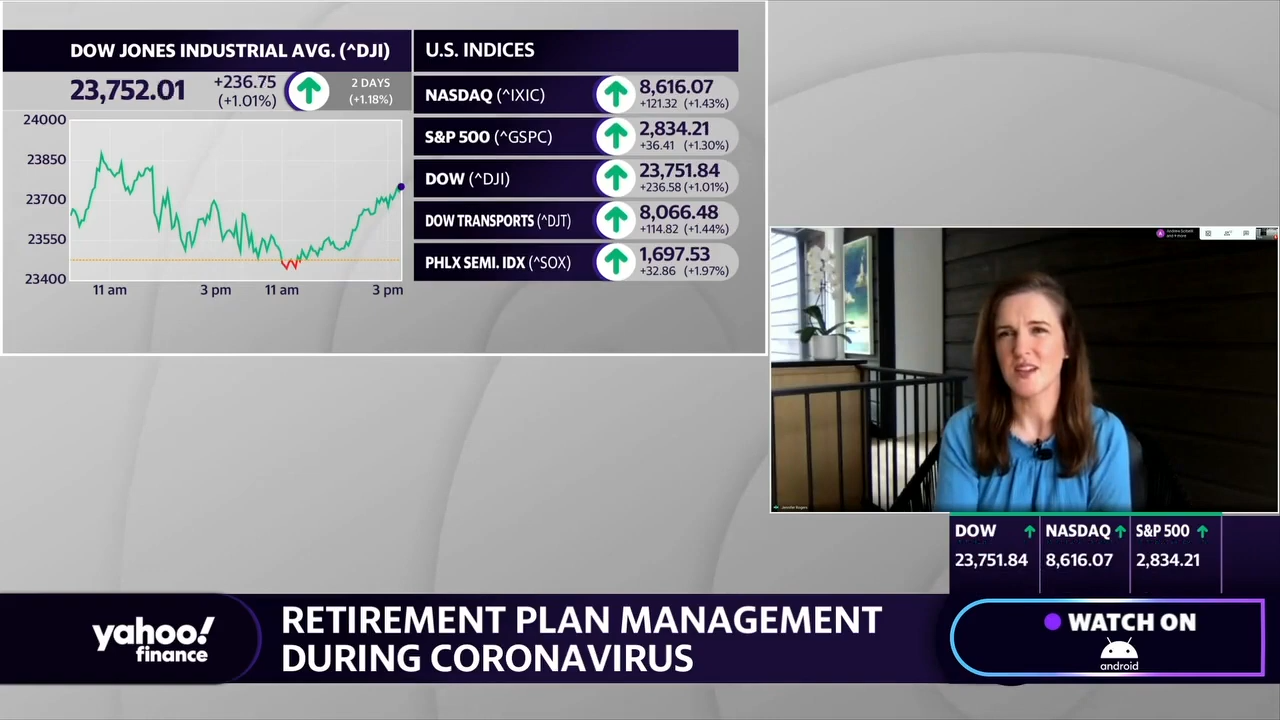 DOW JONES INDUSTRIAL AVG. (^DJI)
23,752.01
+236.75
(+1.01%)
2 DAYS
(+1.18%)
24000
23850
23700
23550
23400
11 am
3 pm
11 am
3 pm
U.S. INDICES
NASDAQ (^IXIC)
8,616.07
+121.32 (+1.43%)
S&P 500 (^GSPC)
2,834.21
+36.41 (+1.30%)
DOW (^DJI)
23,751.84
+236.58 (+1.01%)
DOW TRANSPORTS (^DJT)
8,066.48
+114.82 (+1.44%)
PHLX SEMI. IDX (^SOX)
1,697.53
+32.86 (+1.97%)
Jennifer Rogers
DOW
23,751.84
NASDAQ
8,616.07
S&P 500
2,834.21
yahoo!
finance
RETIREMENT PLAN MANAGEMENT
DURING CORONAVIRUS
WATCH ON
android